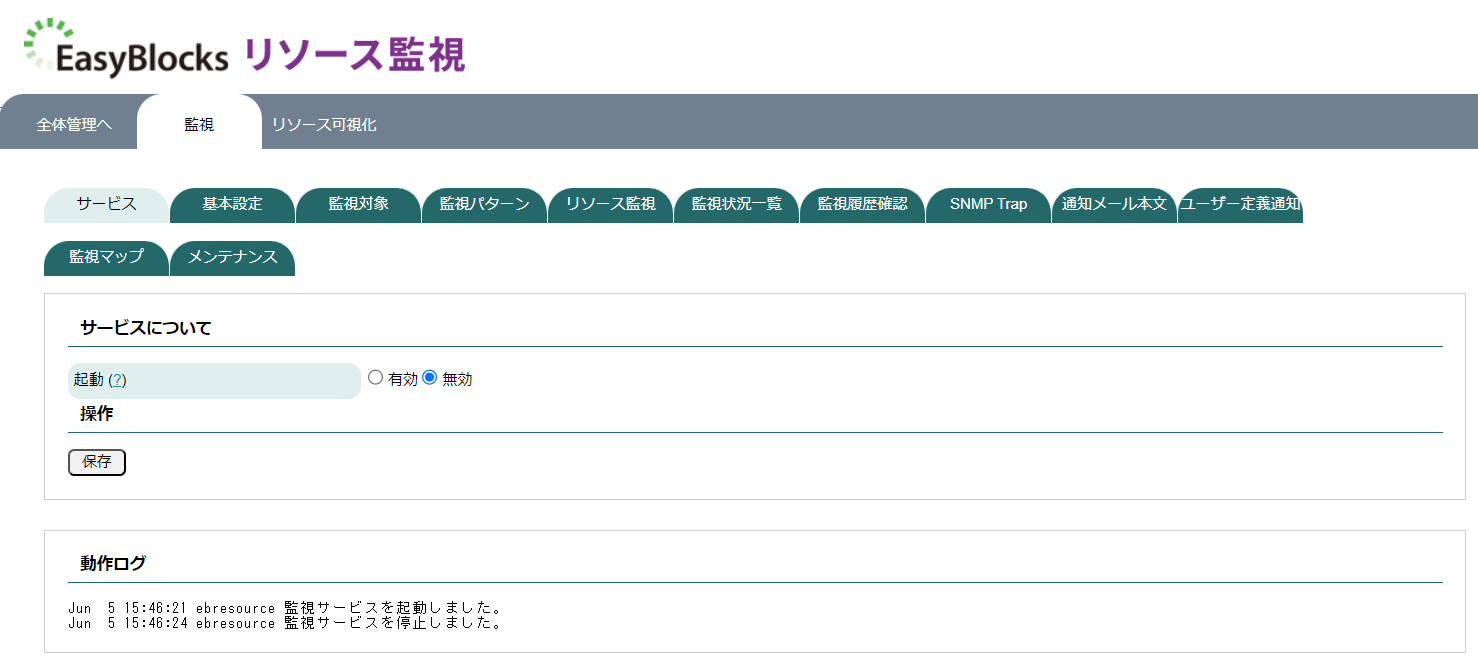 EasyBlocks リソース監視
全体管理へ 監視 リソース可視化
サービス 基本設定 監視対象 監視パターン リソース監視 監視状況一覧 監視履歴確認 SNMP Trap 通知メール本文 ユーザー定義通知
監視マップ メンテナンス
サービスについて
起動 (?) 有効 無効
操作
保存
動作ログ
Jun  5 15:46:21 ebresource 監視サービスを起動しました。
Jun  5 15:46:24 ebresource 監視サービスを停止しました。